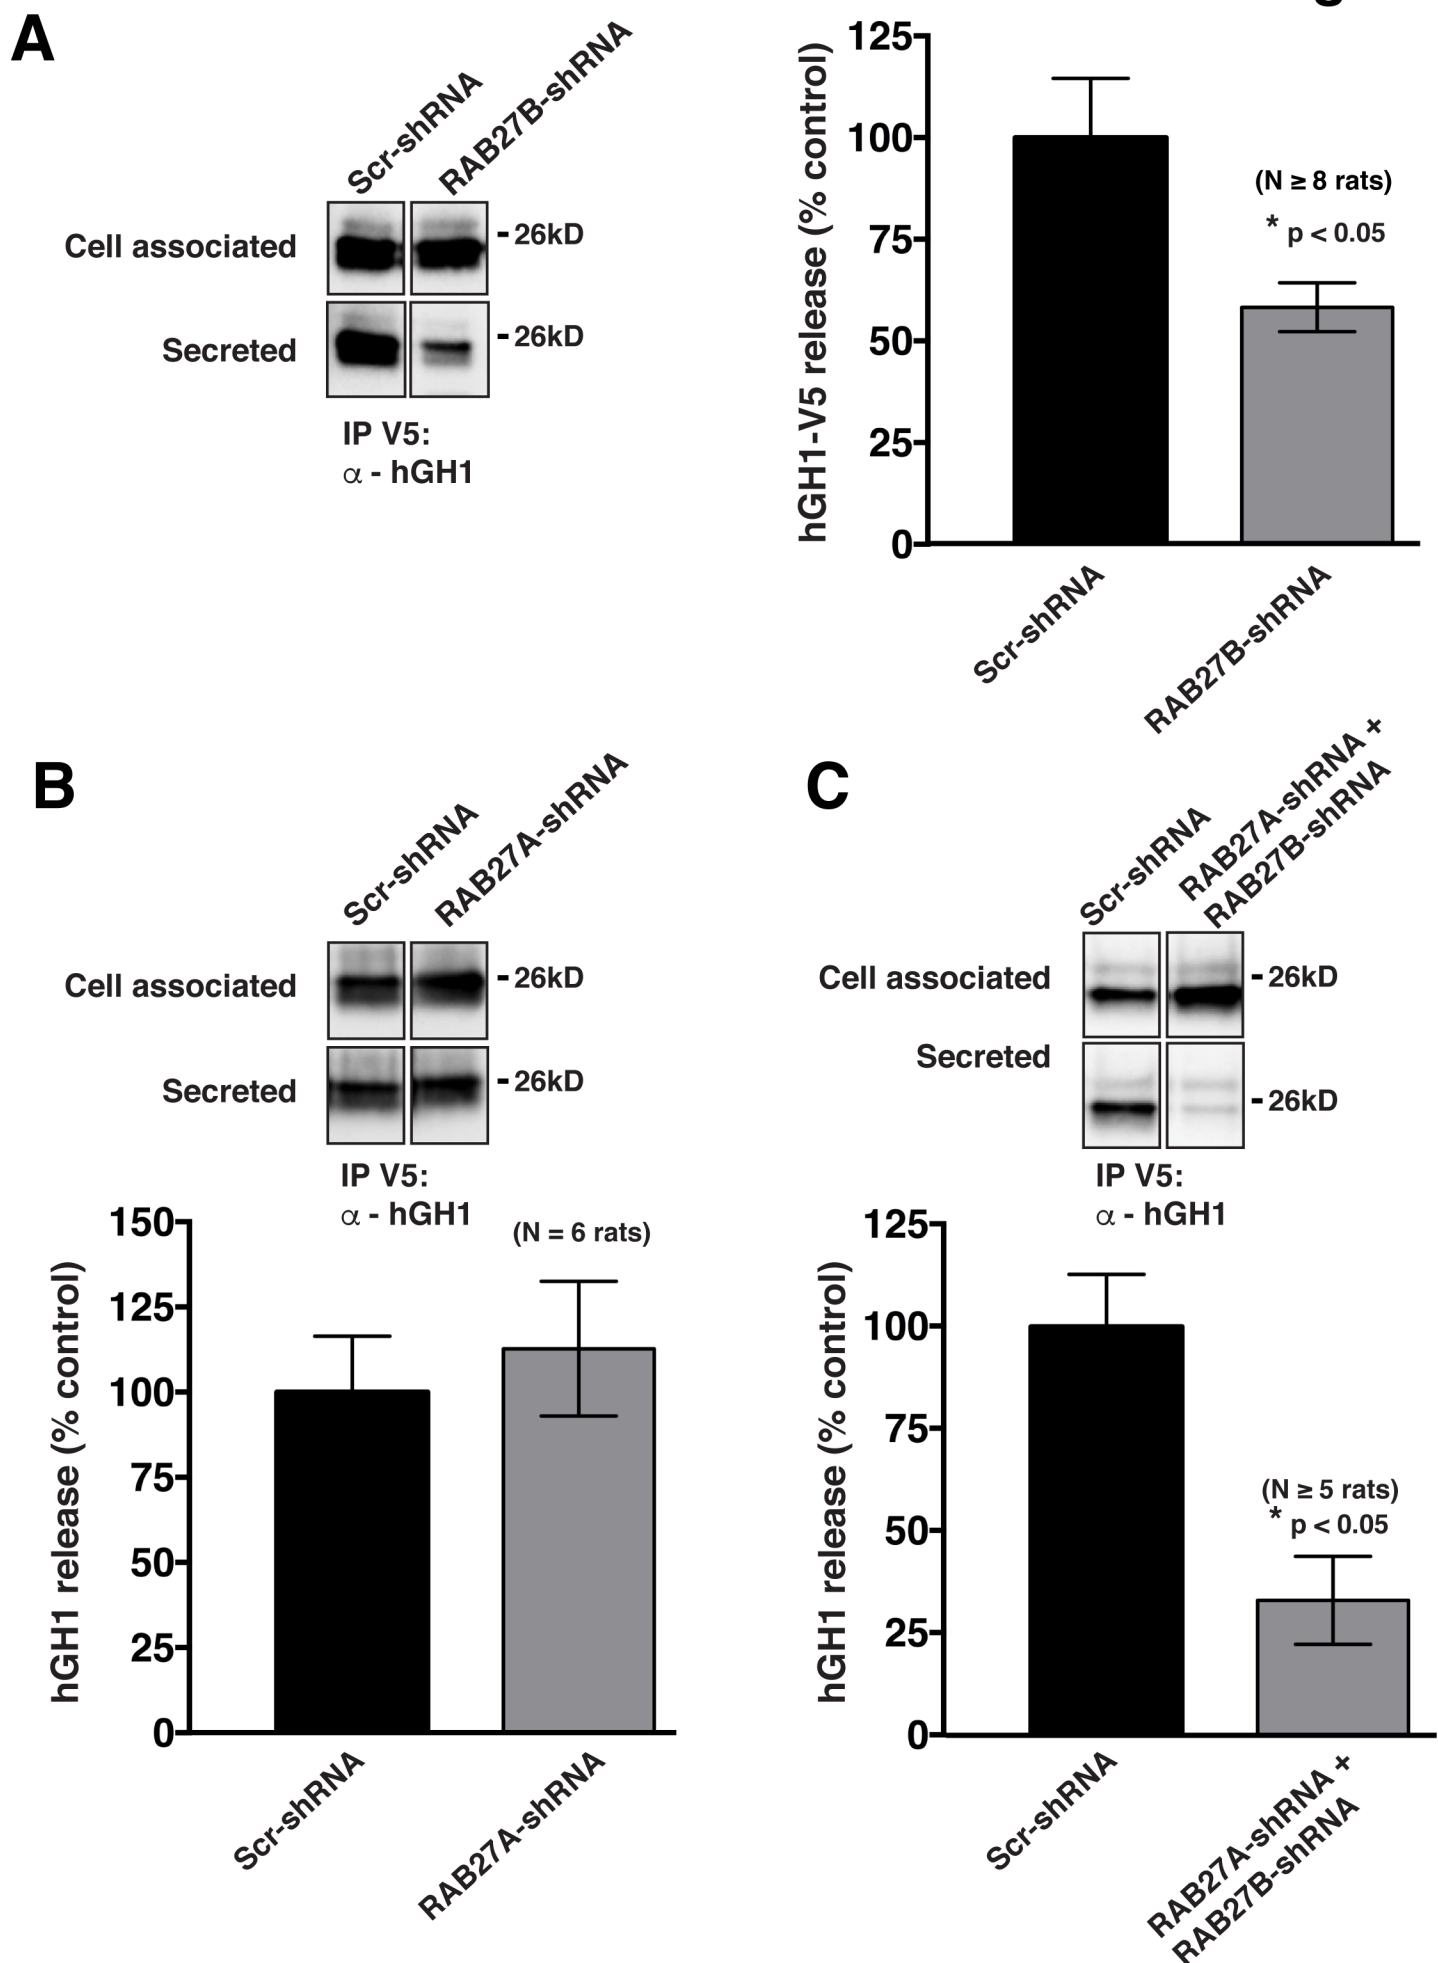 A
Scr-shRNA
RAB27B-shRNA
Cell associated
-26kD
Secreted
-26kD
IP V5:
α - hGH1
hGH1-V5 release (% control)
125
100
75
50
25
0
(N ≥ 8 rats)
* p < 0.05
Scr-shRNA
RAB27B-shRNA
B
Scr-shRNA
RAB27A-shRNA
Cell associated
-26kD
Secreted
-26kD
IP V5:
α - hGH1
hGH1 release (% control)
150
125
100
75
50
25
0
(N = 6 rats)
Scr-shRNA
RAB27A-shRNA
C
Scr-shRNA
RAB27A-shRNA +
RAB27B-shRNA
Cell associated
-26kD
Secreted
-26kD
IP V5:
α - hGH1
hGH1 release (% control)
125
100
75
50
25
0
(N ≥ 5 rats)
* p < 0.05
Scr-shRNA
RAB27A-shRNA +
RAB27B-shRNA